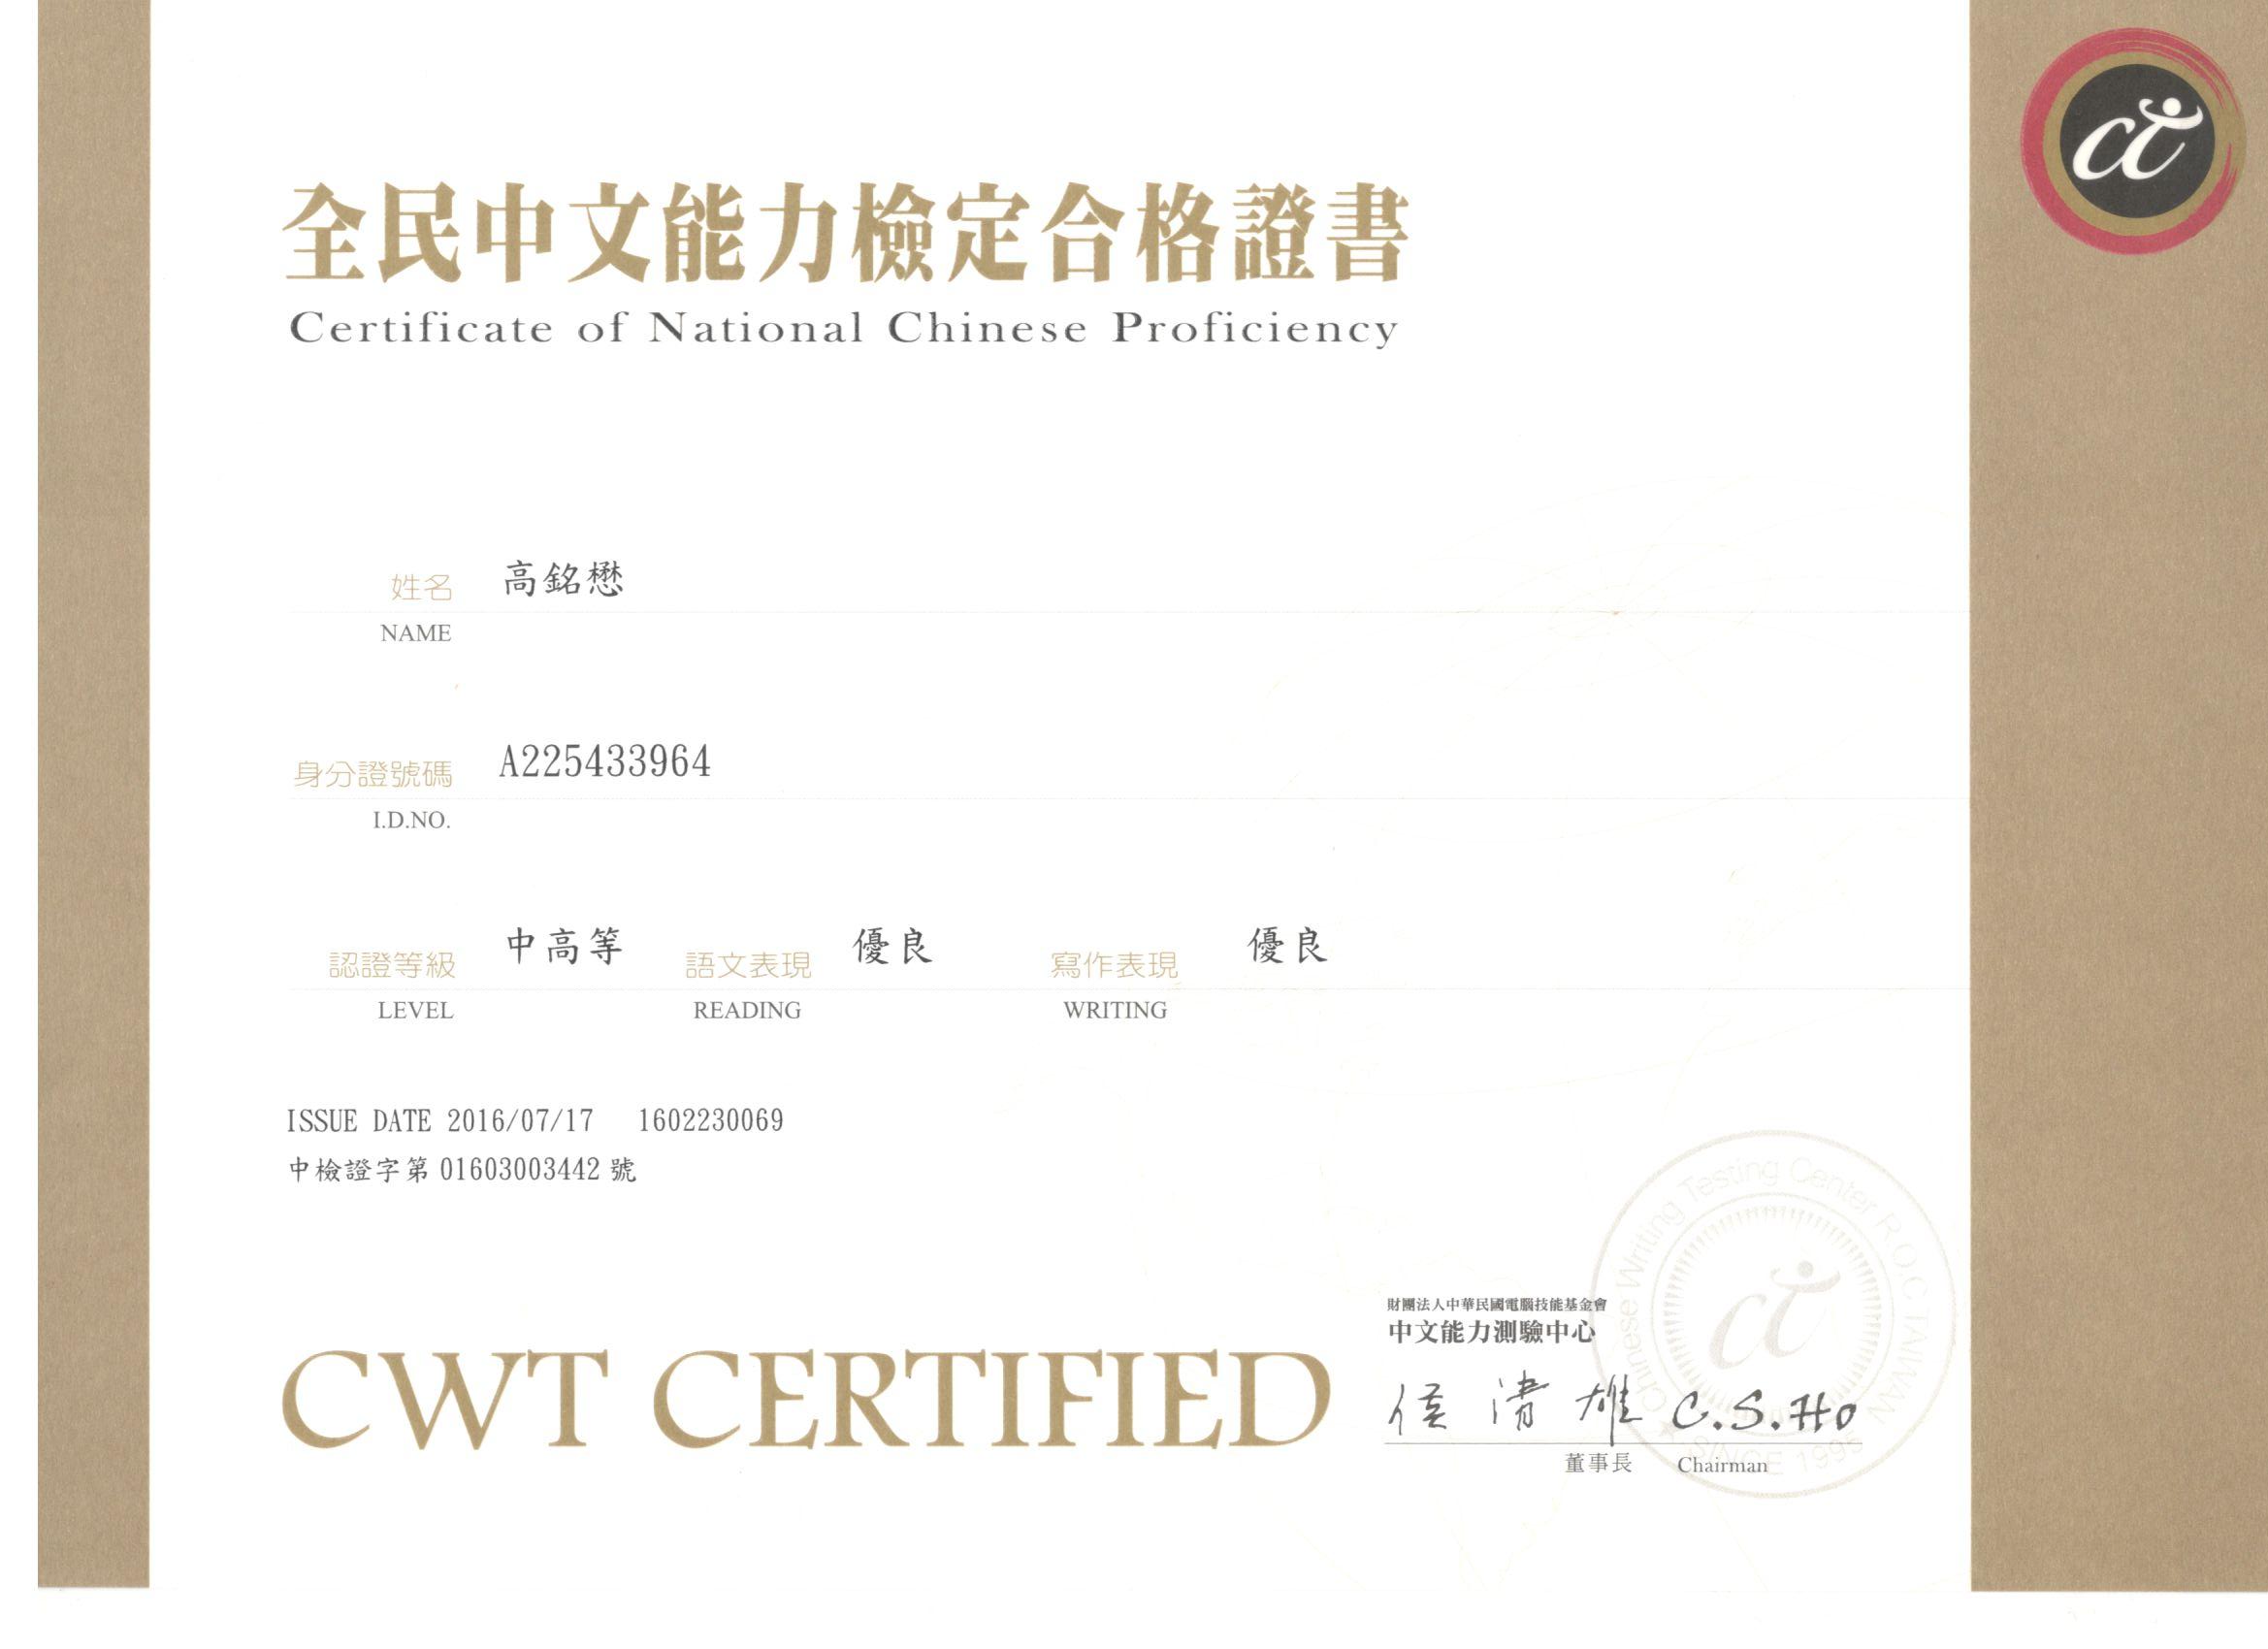 ct
全民中文能力檢定合格證書
Certificate of National Chinese Proficiency
姓名 高銘懋
NAME
身分證號碼 A225433964
I.D.NO.
認證等級 中高等 語文表現 優良 寫作表現 優良
LEVEL READING WRITING
ISSUE DATE 2016/07/17 1602230069
中檢證字第 01603003442 號
Chinese Writing Testing Center R.O.C TAIWAN
ct
SINCE 1995
財團法人中華民國電腦技能基金會
中文能力測驗中心
CWT CERTIFIED
侯清雄 C.S.Ho
董事長 Chairman